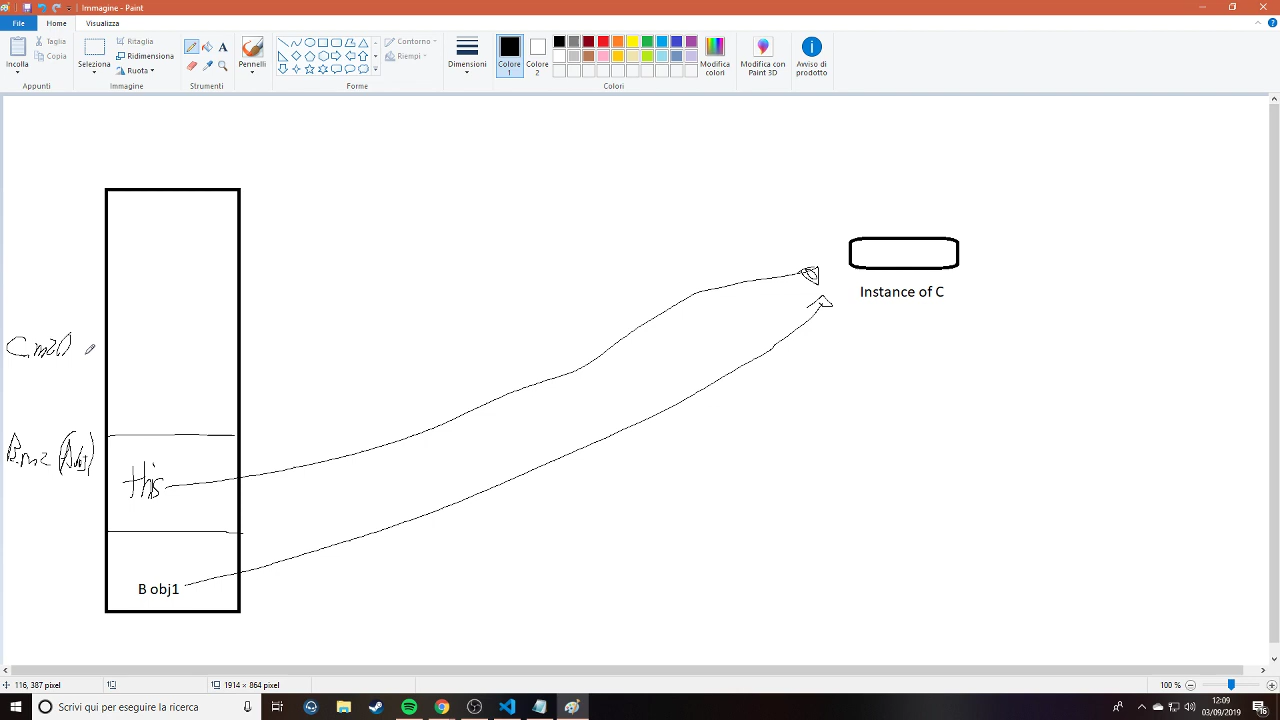 Immagine - Paint
File Home Visualizza
Incolla
Taglia
Copia
Appunti
Seleziona
Ritaglia
Ridimensiona
Ruota
Immagine
A
Strumenti
Pennelli
Forme
Contorno
Riempi
Dimensioni
Colore 1
Colore 2
Modifica colori
Colori
Modifica con Paint 3D
Avviso di prodotto
Instance of C
this
B obj1
116, 387 pixel
1914 × 864 pixel
100 %
Scrivi qui per eseguire la ricerca
12:09
03/09/2019